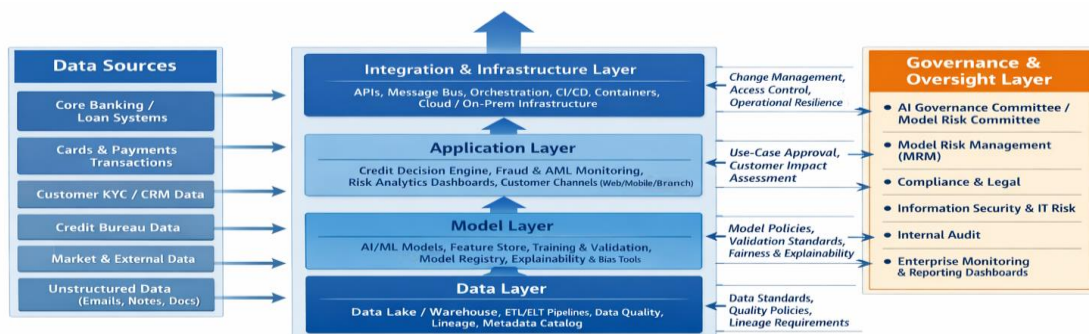 Data Sources
Core Banking /
Loan Systems
Cards & Payments
Transactions
Customer KYC / CRM Data
Credit Bureau Data
Market & External Data
Unstructured Data
(Emails, Notes, Docs)
Integration & Infrastructure Layer
APIs, Message Bus, Orchestration, CI/CD, Containers,
Cloud / On-Prem Infrastructure
Application Layer
Credit Decision Engine, Fraud & AML Monitoring,
Risk Analytics Dashboards, Customer Channels (Web/Mobile/Branch)
Model Layer
AI/ML Models, Feature Store, Training & Validation,
Model Registry, Explainability & Bias Tools
Data Layer
Data Lake / Warehouse, ETL/ELT Pipelines, Data Quality,
Lineage, Metadata Catalog
Change Management,
Access Control,
Operational Resilience
Use-Case Approval,
Customer Impact
Assessment
Model Policies,
Validation Standards,
Fairness & Explainability
Data Standards,
Quality Policies,
Lineage Requirements
Governance &
Oversight Layer
• AI Governance Committee /
Model Risk Committee
• Model Risk Management
(MRM)
• Compliance & Legal
• Information Security & IT Risk
• Internal Audit
• Enterprise Monitoring
& Reporting Dashboards